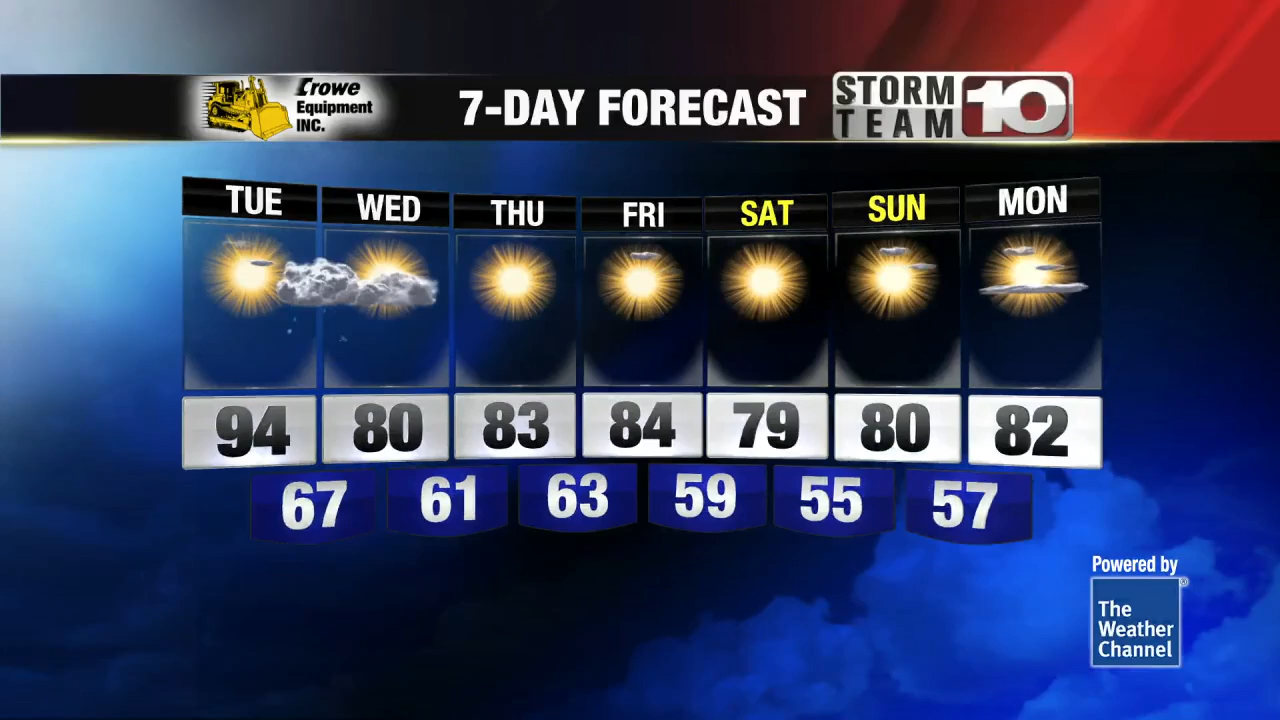 Crowe
Equipment
INC.
7-DAY FORECAST
STORM
TEAM
10
TUE WED THU FRI SAT SUN MON
94 80 83 84 79 80 82
67 61 63 59 55 57
Powered by
The
Weather
Channel
®